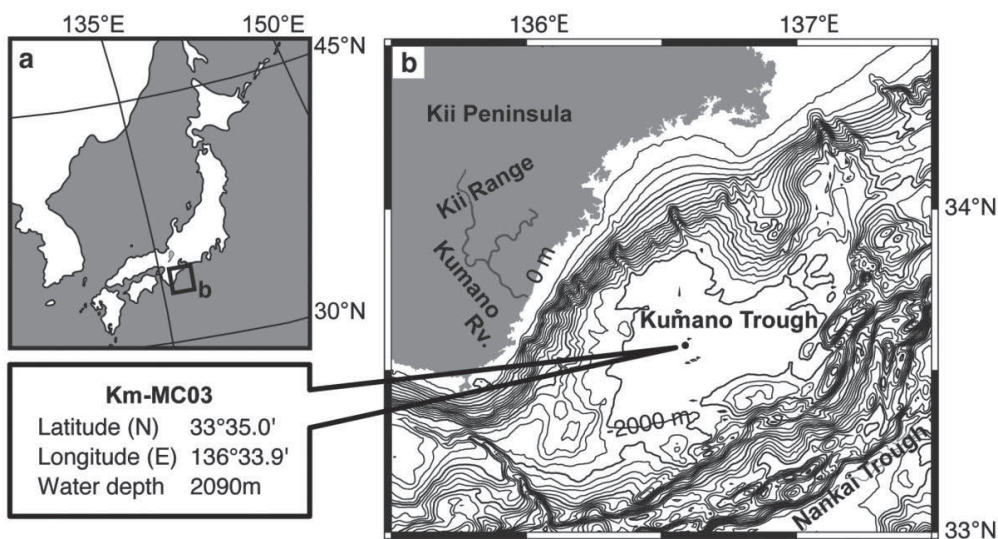 135°E
150°E
136°E
137°E
a
45°N
b
Kii Peninsula
Kii Range
34°N
Kumano
Rv.
0 m
b
30°N
Kumano Trough
Km-MC03
Latitude (N) 33°35.0'
Longitude (E) 136°33.9'
Water depth 2090m
-2000 m
Nankai Trough
33°N